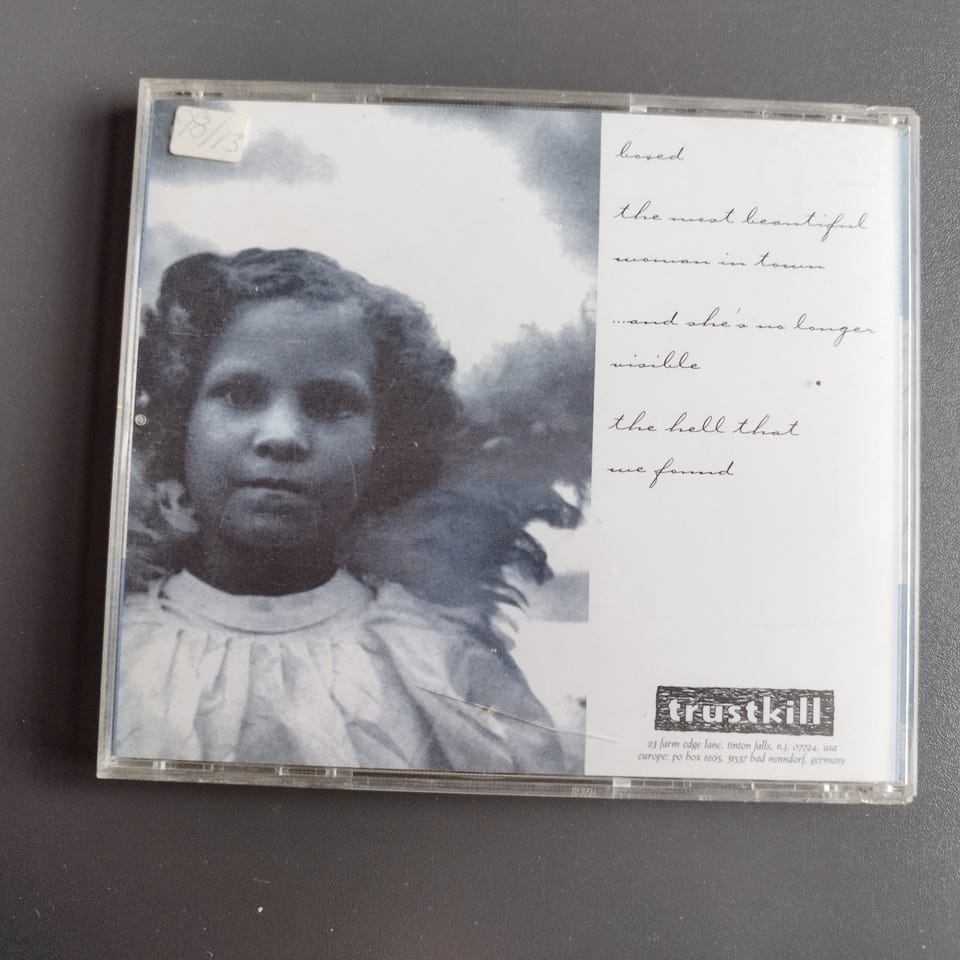 98/13
boxed
the most beautiful
woman in town
...and she's no longer
visible
the hell that
we found
trustkill
23 farm edge lane. tinton falls, n.j. 07724. usa
europe: po box 1265. 31537 bad nenndorf. germany